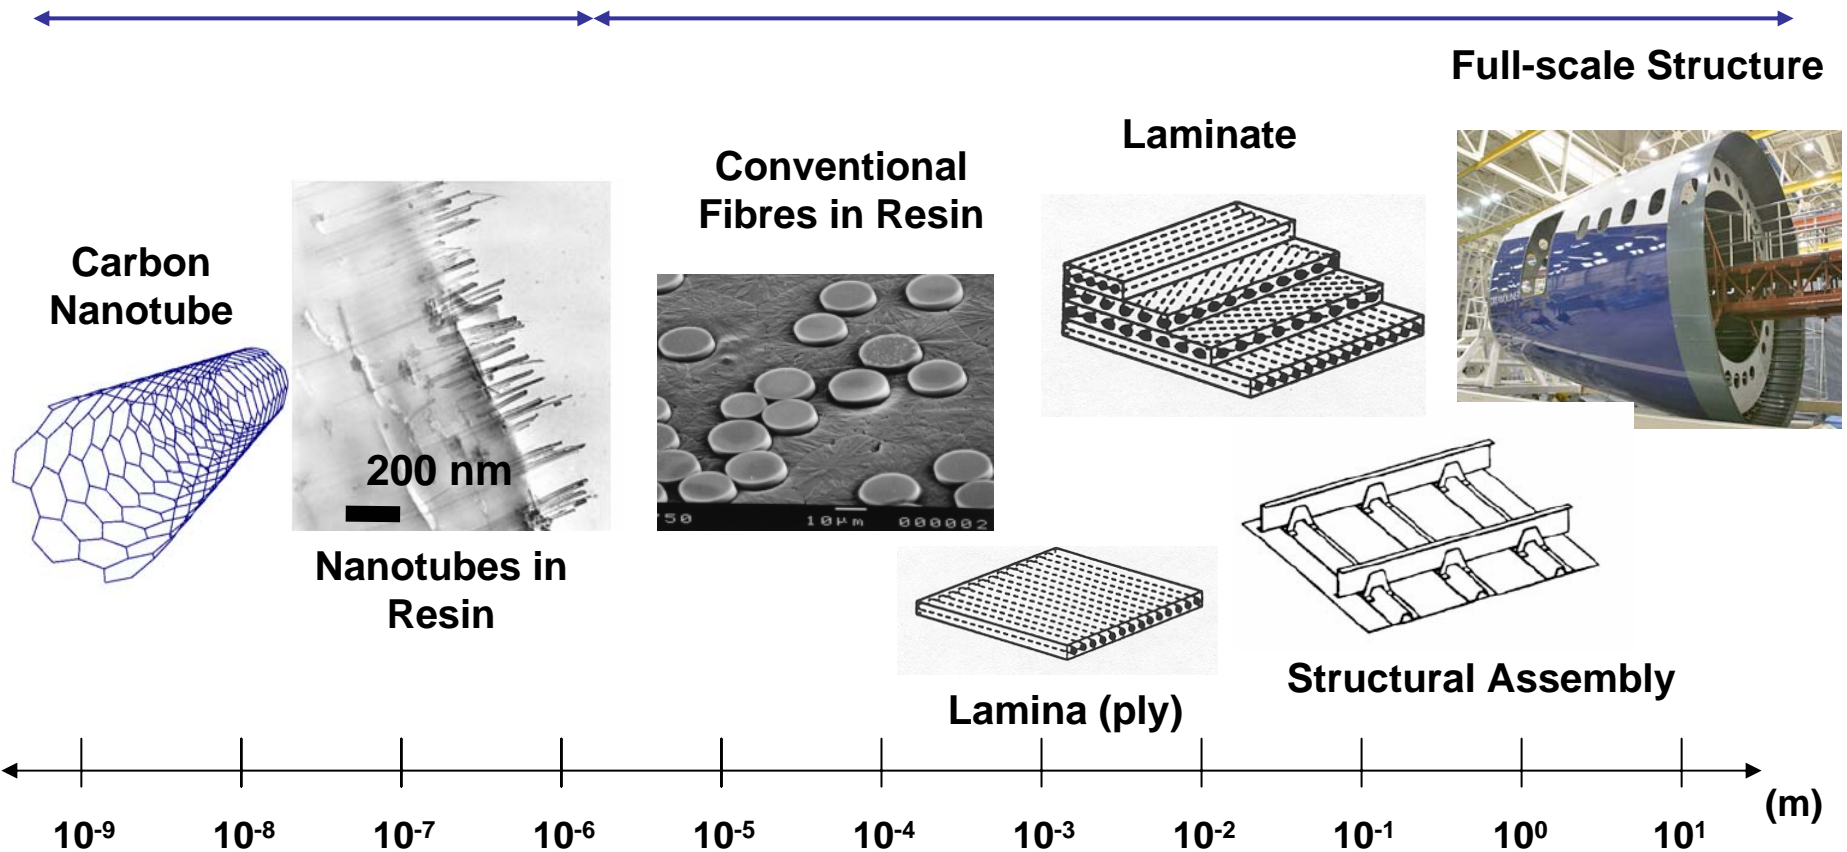 Full-scale Structure
Laminate
Conventional
Fibres in Resin
Carbon
Nanotube
200 nm
50 10µm 000002
Nanotubes in
Resin
Structural Assembly
Lamina (ply)
(m)
10⁻⁹ 10⁻⁸ 10⁻⁷ 10⁻⁶ 10⁻⁵ 10⁻⁴ 10⁻³ 10⁻² 10⁻¹ 10⁰ 10¹